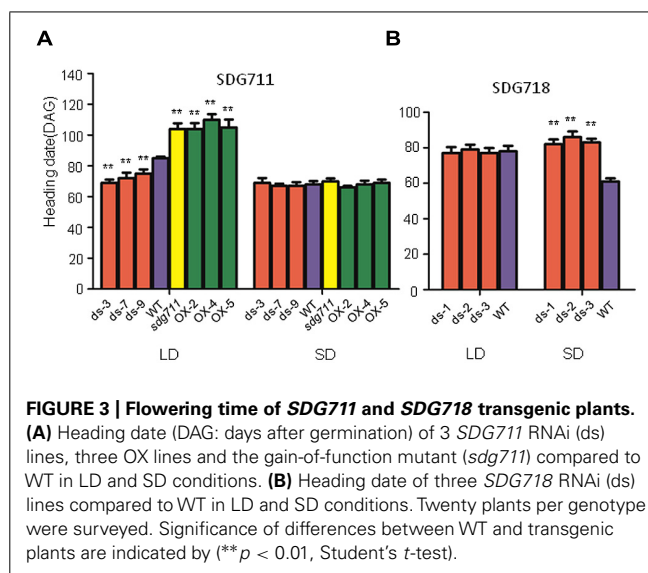 A
B
SDG711
SDG718
Heading date(DAG)
140
120
100
80
60
40
20
0
** ** ** ** ** ** **
ds-3 ds-7 ds-9 WT sdg711 OX-2 OX-4 OX-5 ds-3 ds-7 ds-9 WT sdg711 OX-2 OX-4 OX-5
LD SD
100
80
60
40
20
0
** ** **
ds-1 ds-2 ds-3 WT ds-1 ds-2 ds-3 WT
LD SD
FIGURE 3 | Flowering time of SDG711 and SDG718 transgenic plants.
(A) Heading date (DAG: days after germination) of 3 SDG711 RNAi (ds)
lines, three OX lines and the gain-of-function mutant (sdg711) compared to
WT in LD and SD conditions. (B) Heading date of three SDG718 RNAi (ds)
lines compared to WT in LD and SD conditions. Twenty plants per genotype
were surveyed. Significance of differences between WT and transgenic
plants are indicated by (**p < 0.01, Student's t-test).